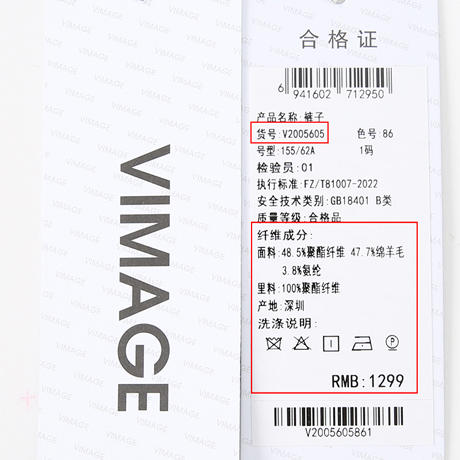 VIMAGE
合格证
6 941602 712950
产品名称:裤子
货号:V2005605 色号:86
号型:155/62A 1码
检验员:01
执行标准:FZ/T81007-2022
安全技术类别:GB18401 B类
质量等级:合格品
纤维成分:
面料:48.5%聚酯纤维 47.7%绵羊毛
3.8%氨纶
里料:100%聚酯纤维
产地:深圳
洗涤说明:
RMB:1299
V2005605861